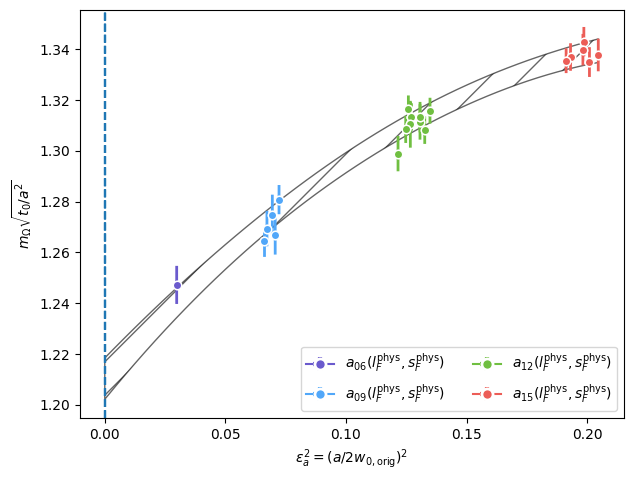 1.34
1.32
1.30
1.28
1.26
1.24
1.22
1.20
m_Ω √t_0/a^2
0.00 0.05 0.10 0.15 0.20
ε_a^2 = (a/2w_{0,orig})^2
a_06(l_F^phys, s_F^phys) a_12(l_F^phys, s_F^phys)
a_09(l_F^phys, s_F^phys) a_15(l_F^phys, s_F^phys)